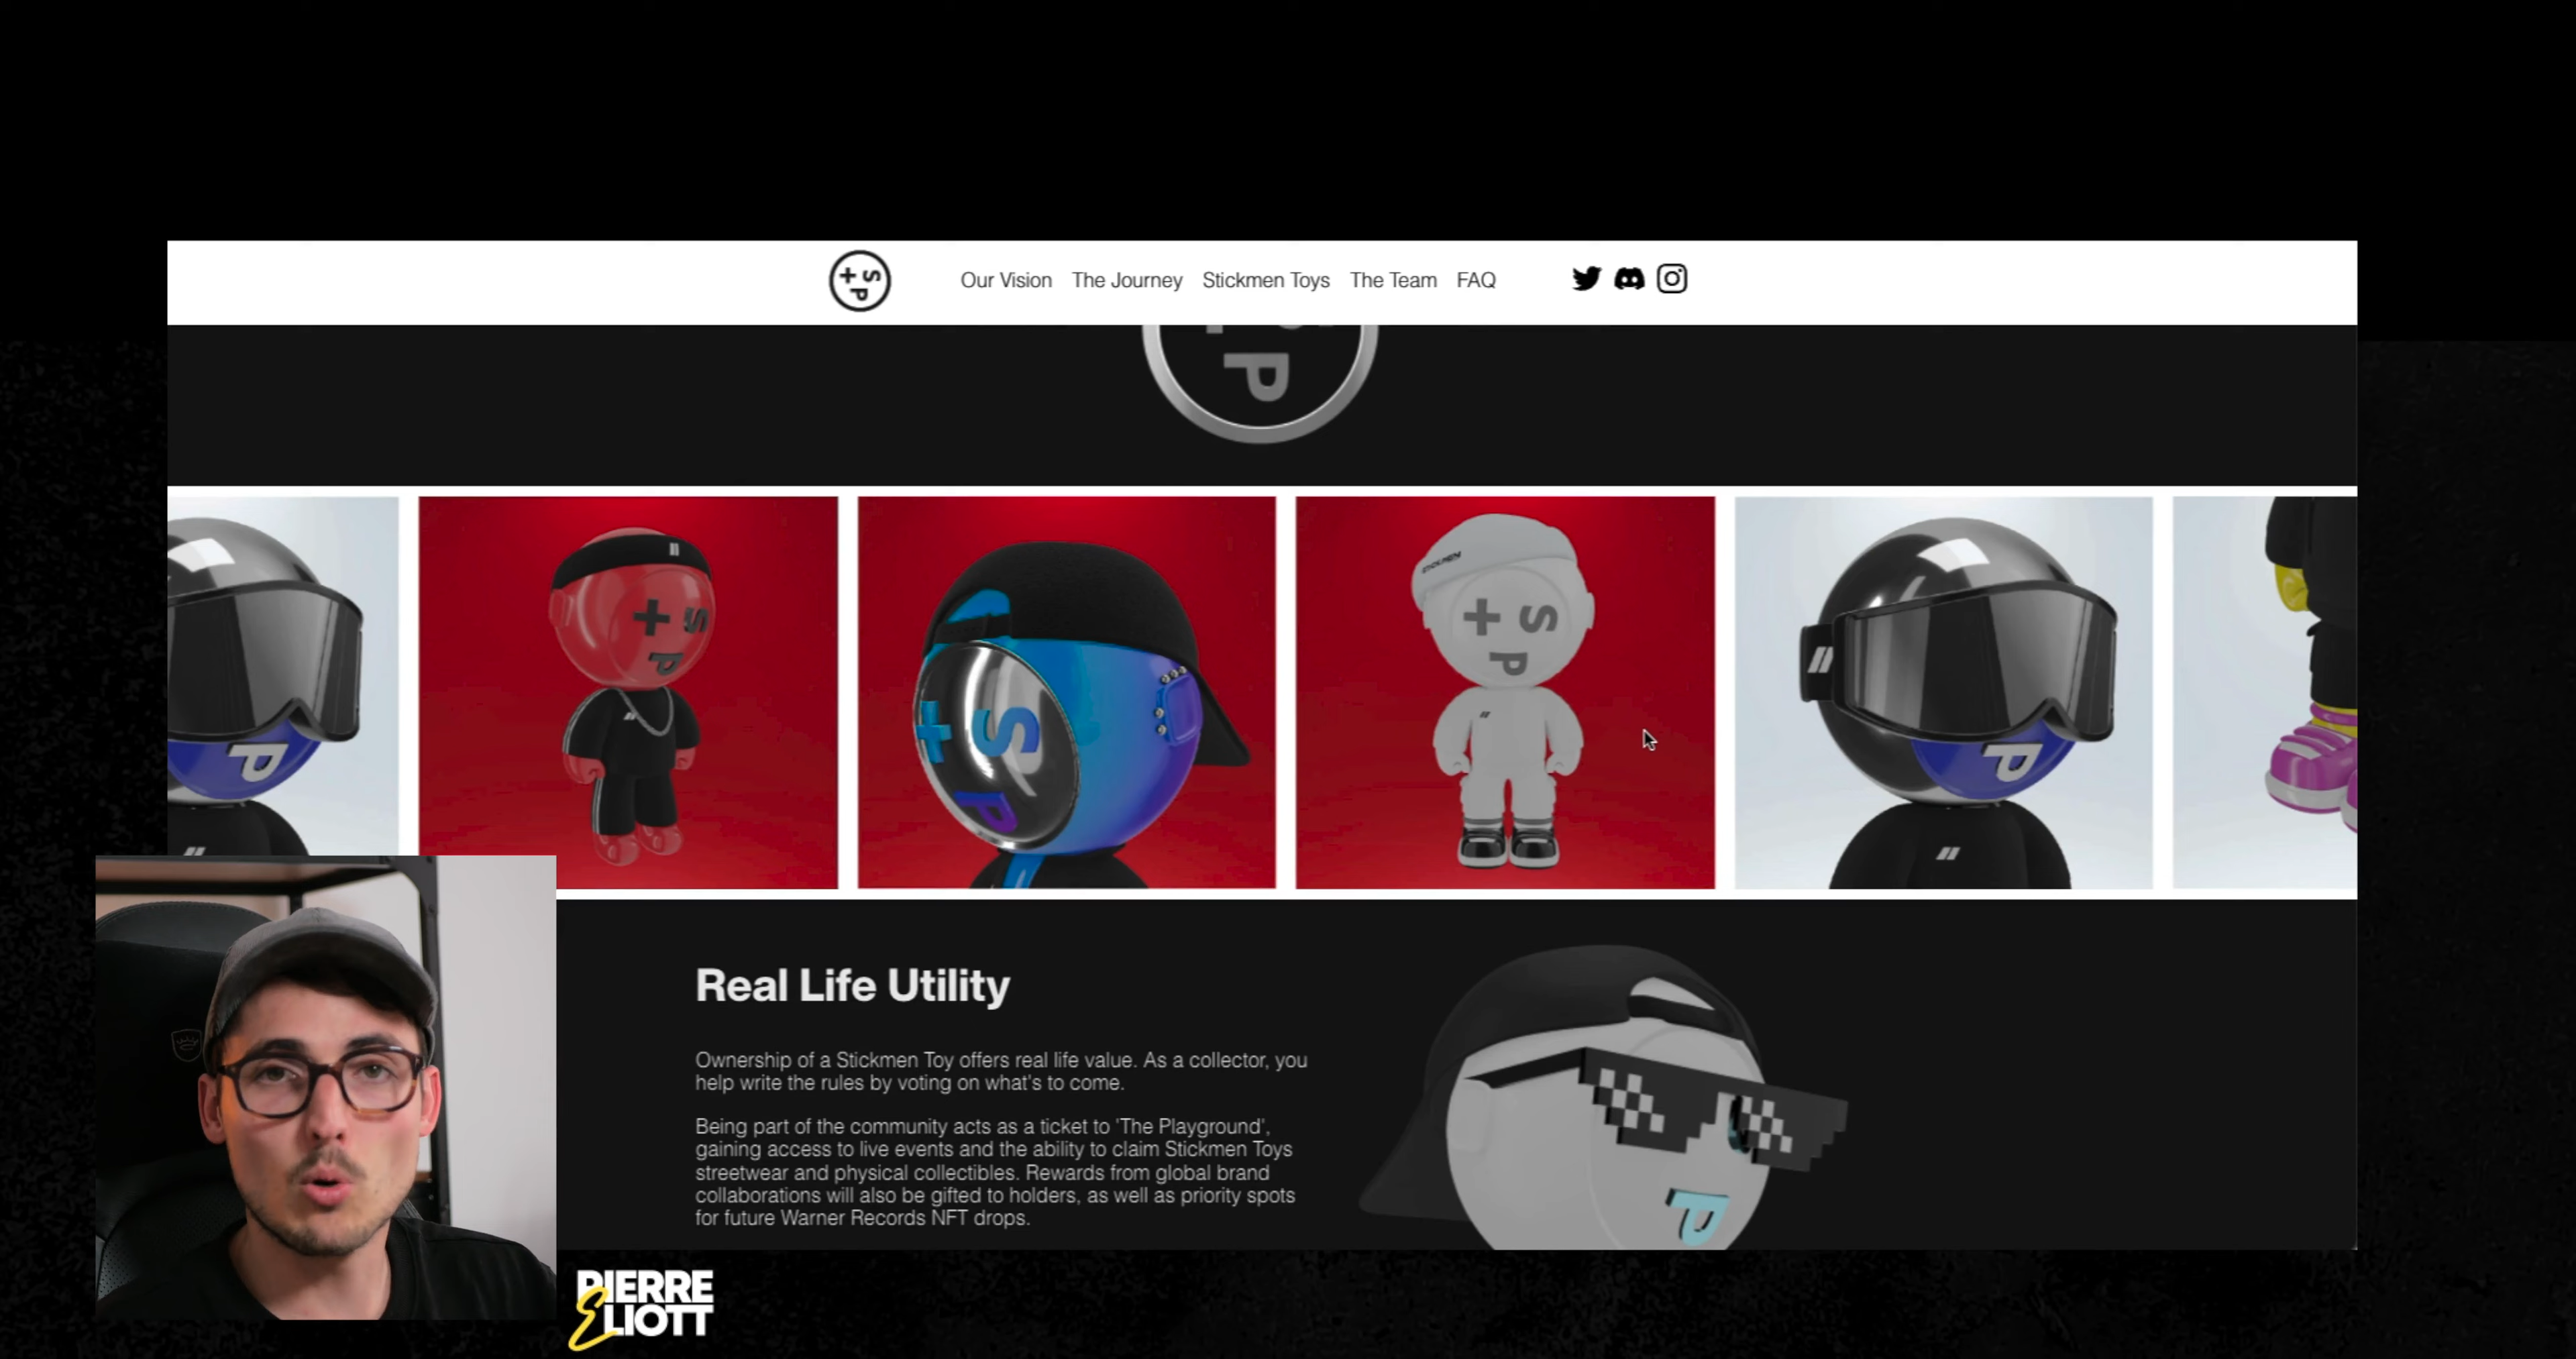 + S
P
Our Vision The Journey Stickmen Toys The Team FAQ
P
P
+ S
P
+ S
P
STICKMEN
+ S
P
P
Real Life Utility
Ownership of a Stickmen Toy offers real life value. As a collector, you
help write the rules by voting on what's to come.
Being part of the community acts as a ticket to 'The Playground',
gaining access to live events and the ability to claim Stickmen Toys
streetwear and physical collectibles. Rewards from global brand
collaborations will also be gifted to holders, as well as priority spots
for future Warner Records NFT drops.
P
PIERRE
ELIOTT